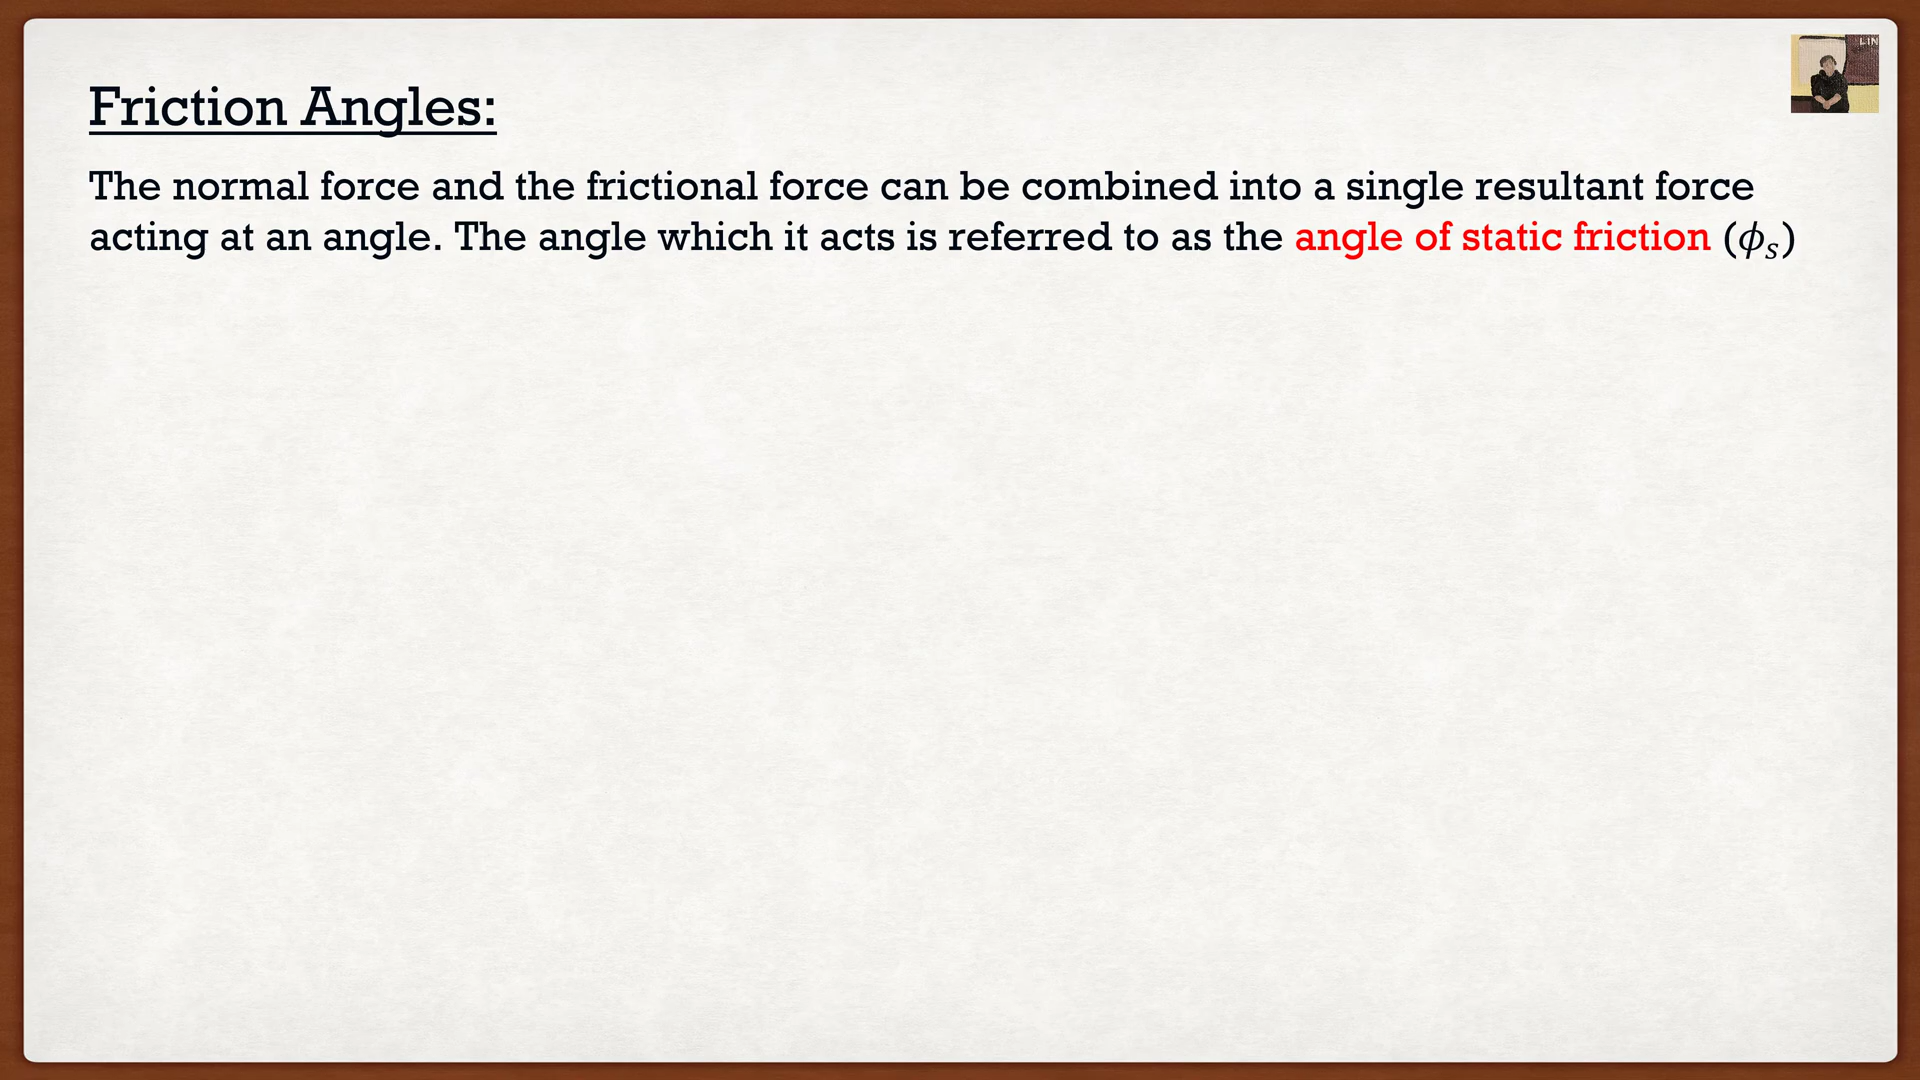 LIN
Friction Angles:
The normal force and the frictional force can be combined into a single resultant force
acting at an angle. The angle which it acts is referred to as the angle of static friction (ϕₛ)